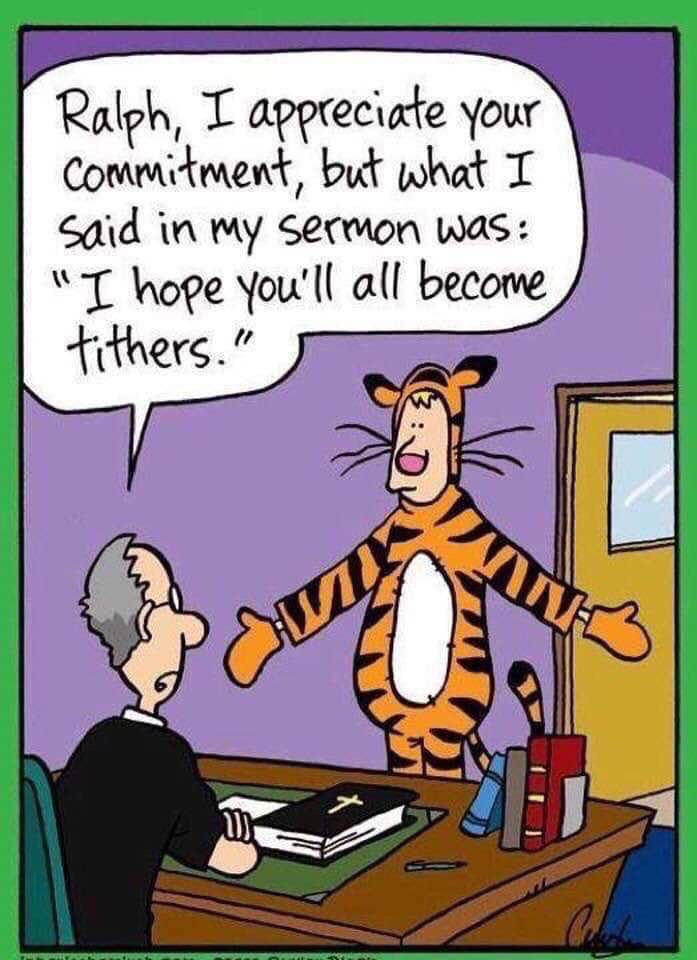 Ralph, I appreciate your
commitment, but what I
said in my sermon was:
"I hope you'll all become
tithers."